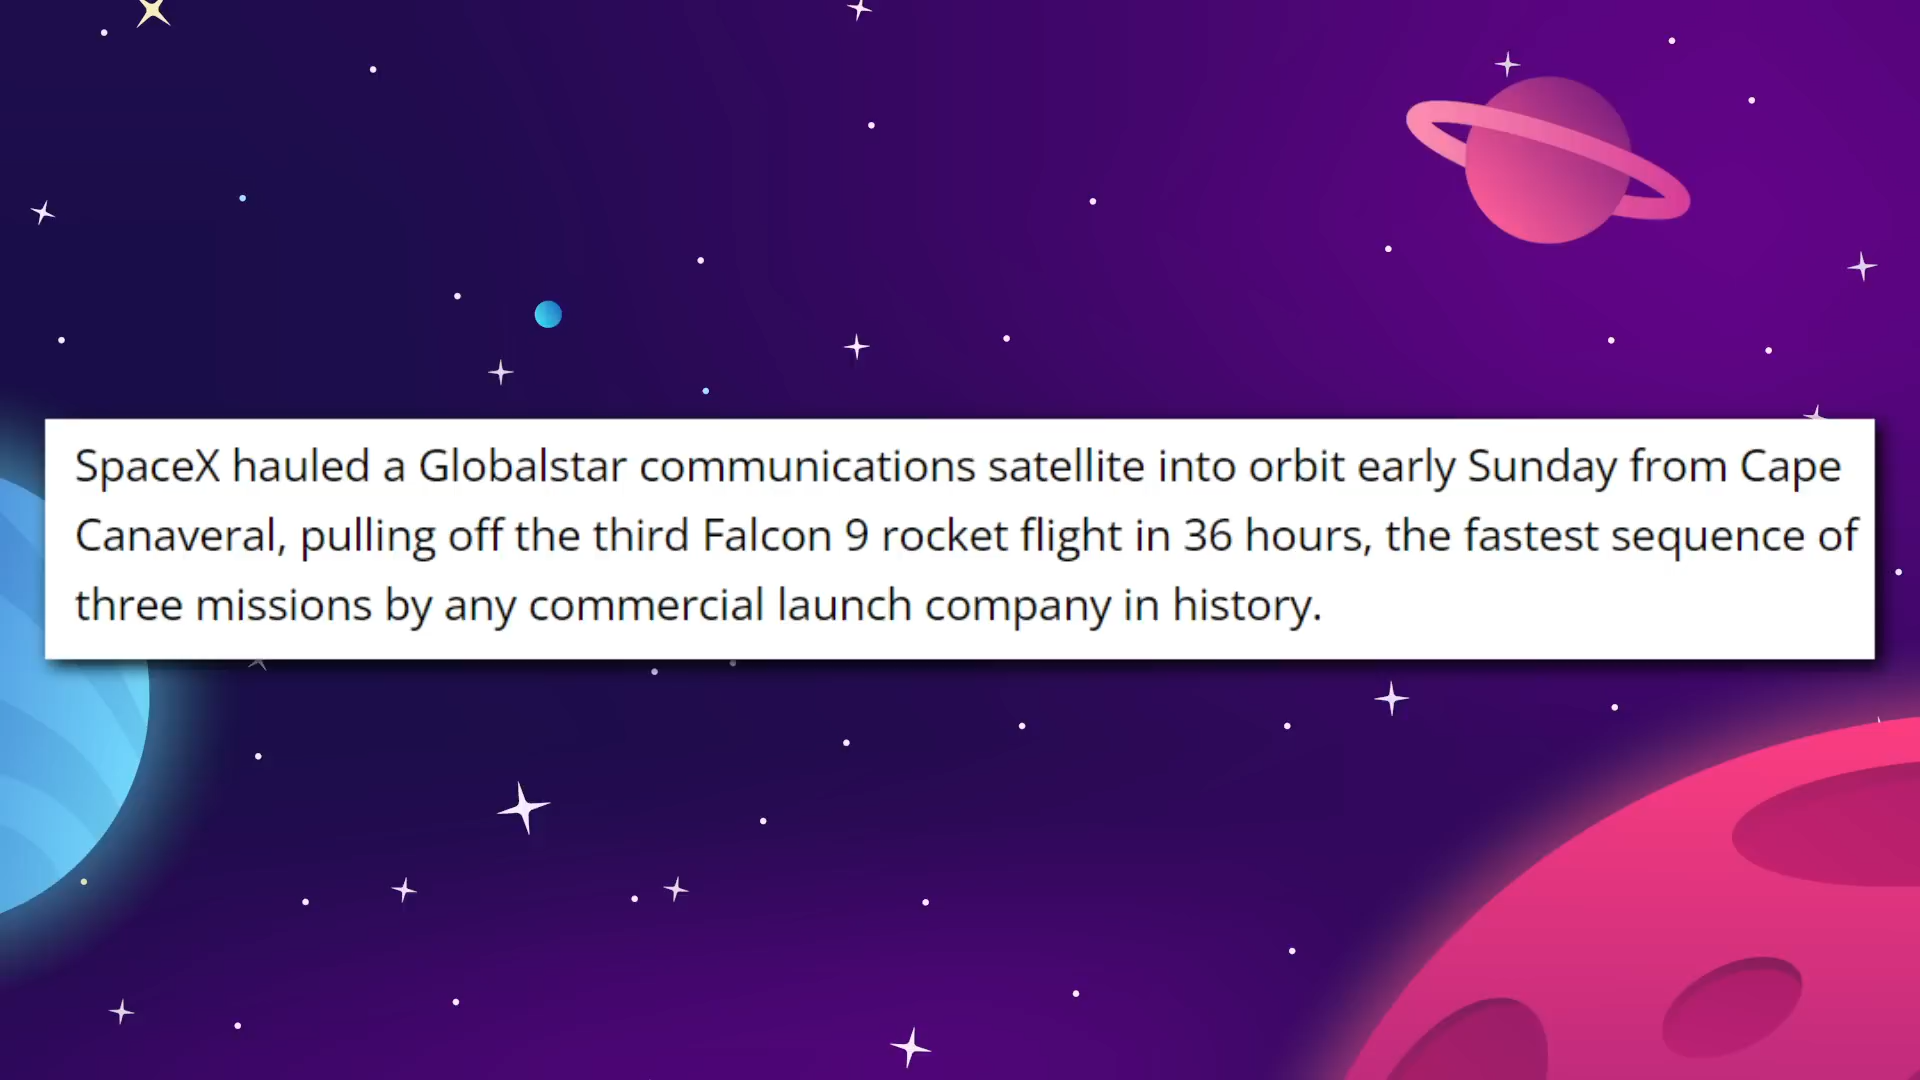 SpaceX hauled a Globalstar communications satellite into orbit early Sunday from Cape
Canaveral, pulling off the third Falcon 9 rocket flight in 36 hours, the fastest sequence of
three missions by any commercial launch company in history.